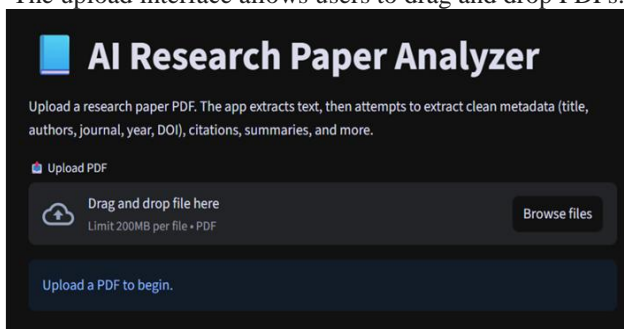 The upload interface allows users to drag and drop PDFs.
AI Research Paper Analyzer
Upload a research paper PDF. The app extracts text, then attempts to extract clean metadata (title,
authors, journal, year, DOI), citations, summaries, and more.
Upload PDF
Drag and drop file here
Limit 200MB per file • PDF
Browse files
Upload a PDF to begin.